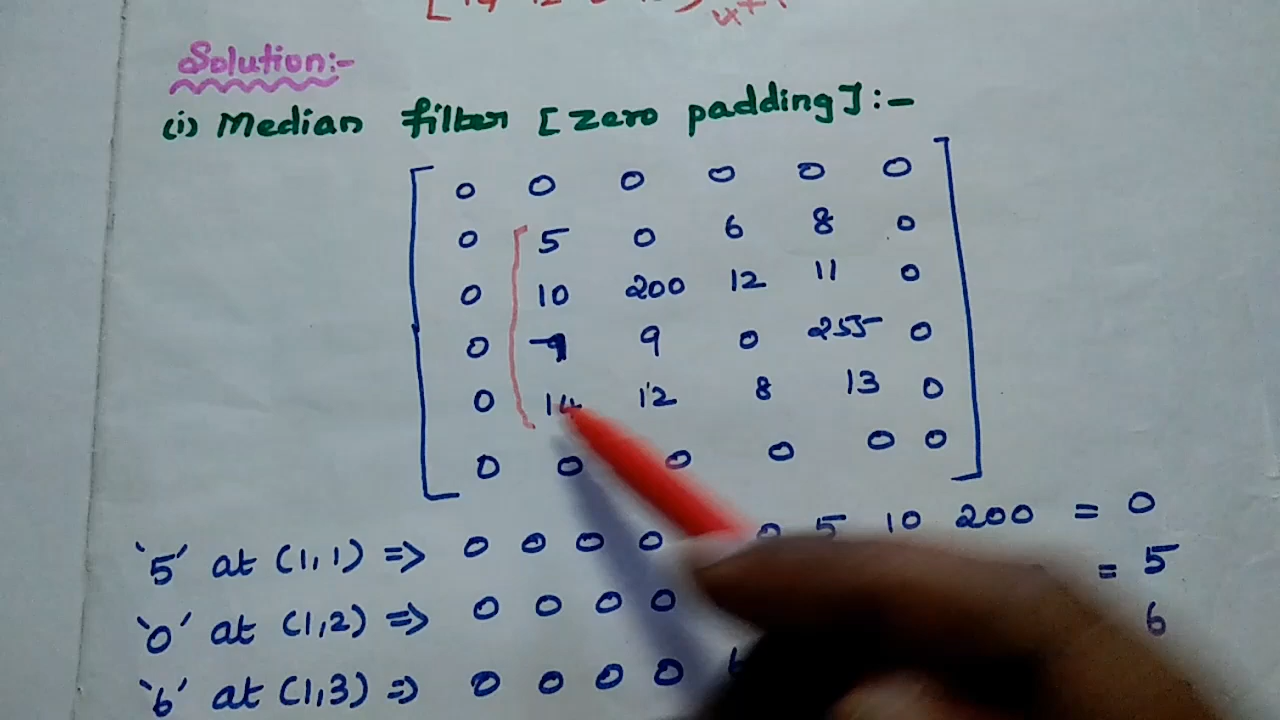 Solution:-
(i) Median filter [zero padding]:-
0 0 0 0 0 0
0 5 0 6 8 0
0 10 200 12 11 0
0 9 9 0 255 0
0 14 12 8 13 0
0 0 0 0 0 0
'5' at (1,1) => 0 0 0 0 0 5 10 200 = 0
'0' at (1,2) => 0 0 0 0 = 5
'6' at (1,3) => 0 0 0 0 6 6